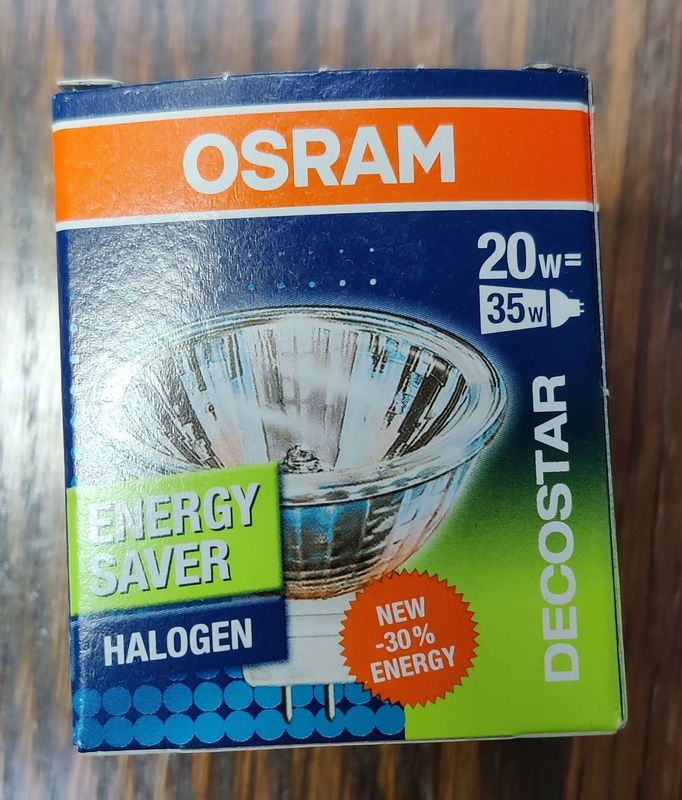 OSRAM
20W=
35W
DECOSTAR
ENERGY
SAVER
HALOGEN
NEW
-30%
ENERGY